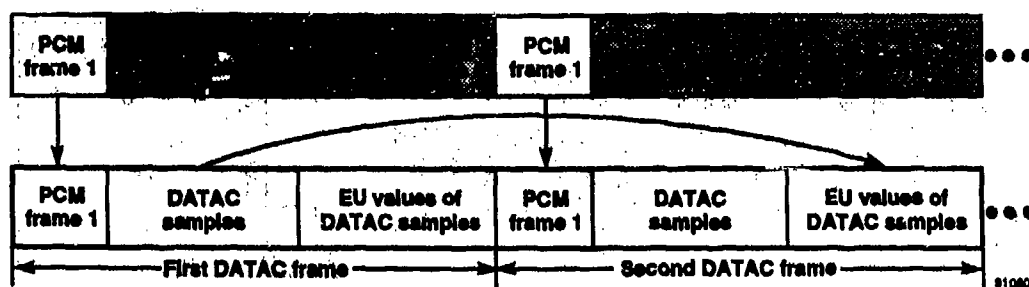 PCM
frame 1
PCM
frame 1
PCM
frame 1
DATAC
samples
EU values of
DATAC samples
PCM
frame 1
DATAC
samples
EU values of
DATAC samples
First DATAC frame
Second DATAC frame